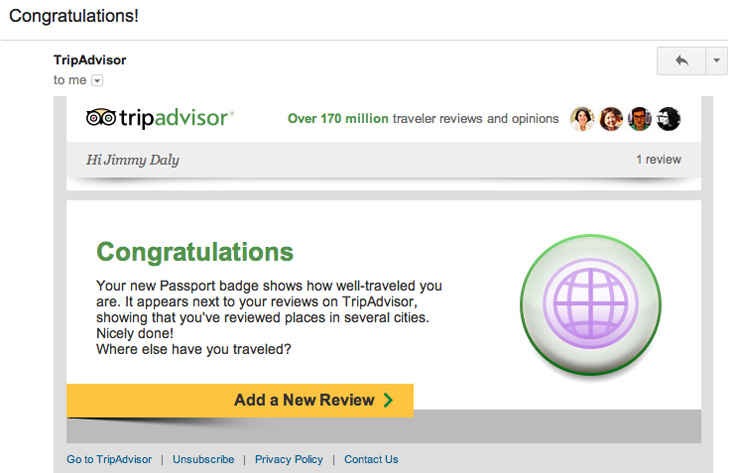 Congratulations!
TripAdvisor
to me
tripadvisor®
Over 170 million traveler reviews and opinions
Hi Jimmy Daly
1 review
Congratulations
Your new Passport badge shows how well-traveled you
are. It appears next to your reviews on TripAdvisor,
showing that you've reviewed places in several cities.
Nicely done!
Where else have you traveled?
Add a New Review
Go to TripAdvisor | Unsubscribe | Privacy Policy | Contact Us